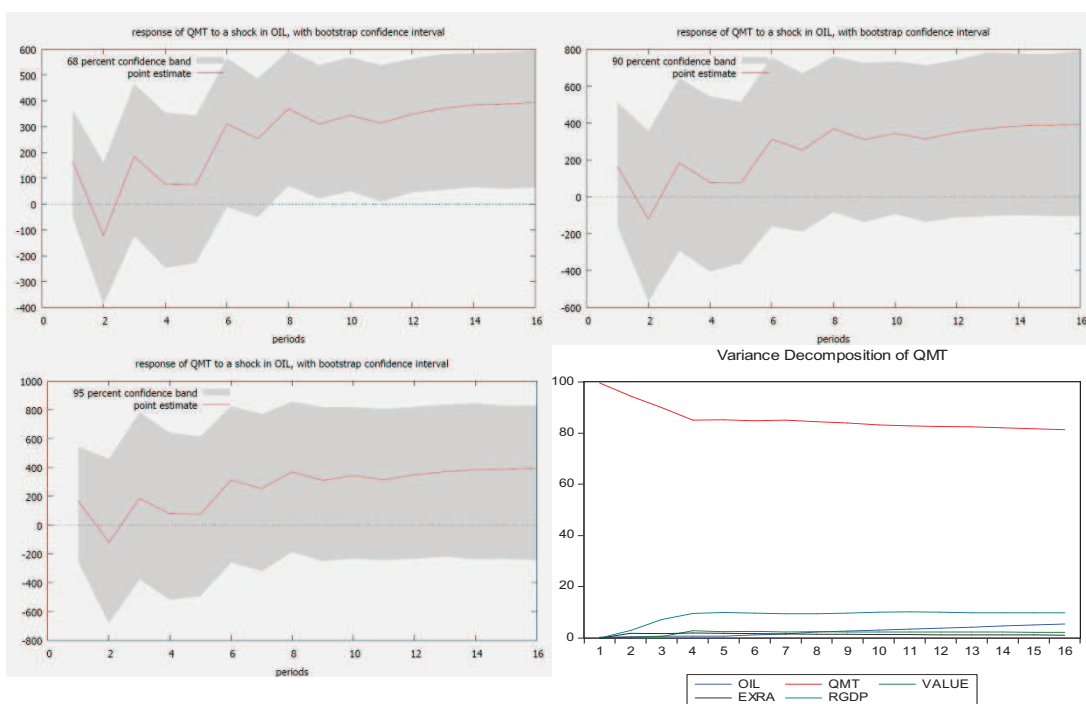 response of QMT to a shock in OIL, with bootstrap confidence interval
600
500
400
300
200
100
0
-100
-200
-300
-400
68 percent confidence band
point estimate
0 2 4 6 8 10 12 14 16
periods
response of QMT to a shock in OIL, with bootstrap confidence interval
800
600
400
200
0
-200
-400
-600
90 percent confidence band
point estimate
0 2 4 6 8 10 12 14 16
periods
response of QMT to a shock in OIL, with bootstrap confidence interval
1000
800
600
400
200
0
-200
-400
-600
-800
95 percent confidence band
point estimate
0 2 4 6 8 10 12 14 16
periods
Variance Decomposition of QMT
100
80
60
40
20
0
1 2 3 4 5 6 7 8 9 10 11 12 13 14 15 16
OIL QMT VALUE
EXRA RGDP